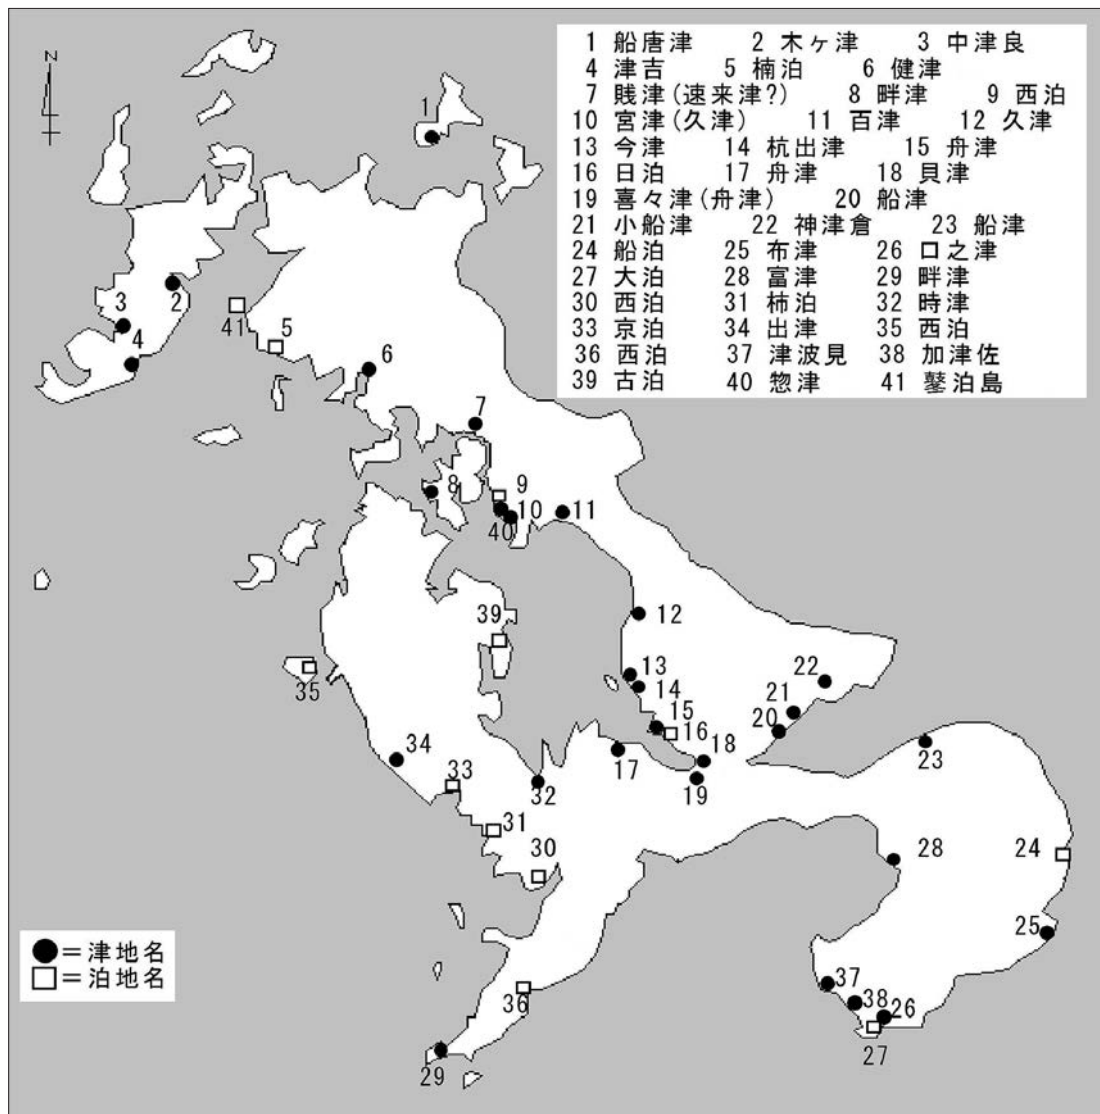 N
1 船唐津 2 木ヶ津 3 中津良
4 津吉 5 楠泊 6 健津
7 賎津(速来津?) 8 畔津 9 西泊
10 宮津(久津) 11 百津 12 久津
13 今津 14 杭出津 15 舟津
16 日泊 17 舟津 18 貝津
19 喜々津(舟津) 20 船津
21 小船津 22 神津倉 23 船津
24 船泊 25 布津 26 口之津
27 大泊 28 富津 29 畔津
30 西泊 31 柿泊 32 時津
33 京泊 34 出津 35 西泊
36 西泊 37 津波見 38 加津佐
39 古泊 40 惣津 41 鼕泊島
1
2
3
41
5
4
6
7
8
9
10
40
11
12
39
13
14
35
22
21
15
16
20
34
33
17
18
23
32
19
31
30
28
24
25
●=津地名
□=泊地名
36
37
38
26
27
29